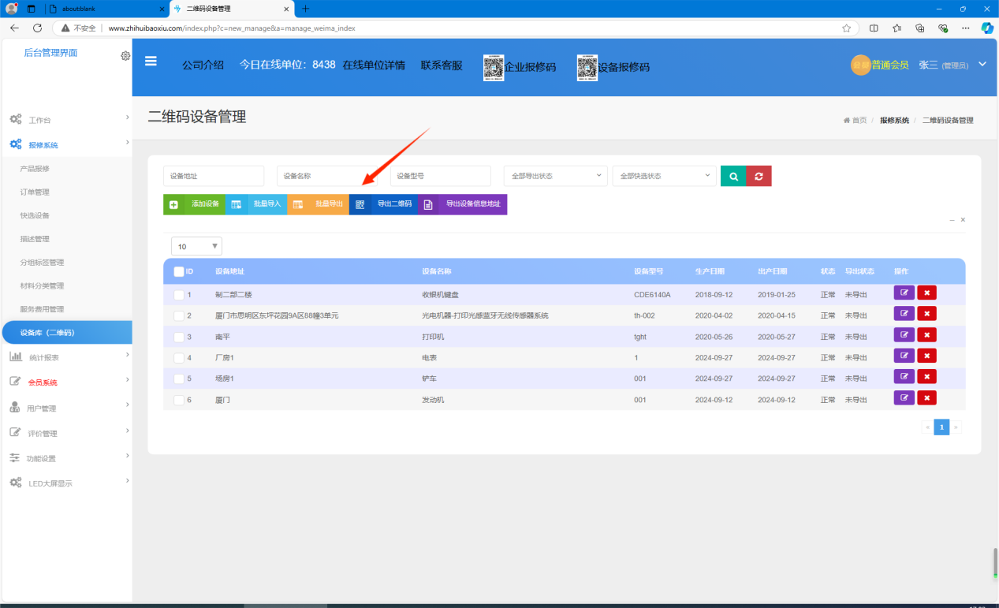 about:blank
二维码设备管理
不安全 www.zhihuibaoxiu.com/index.php?c=new_manage&a=manage_weima_index
后台管理界面
公司介绍 今日在线单位：8438 在线单位详情 联系客服 企业报修码 设备报修码
普通会员 张三 (管理员)
工作台
报修系统
产品报修
订单管理
快选设备
描述管理
分组标签管理
材料分类管理
服务费用管理
设备库（二维码）
统计报表
会员系统
用户管理
评价管理
功能设置
LED大屏显示
二维码设备管理
首页 / 报修系统 / 二维码设备管理
设备地址 设备名称 设备型号 全部导出状态 全部快选状态
添加设备 批量导入 批量导出 导出二维码 导出设备信息地址
10
ID 设备地址 设备名称 设备型号 生产日期 出产日期 状态 导出状态 操作
1 制二部二楼 收银机键盘 CDE6140A 2018-09-12 2019-01-25 正常 未导出
2 厦门市思明区东坪花园9A区88幢3单元 光电机器-打印光感蓝牙无线传感器系统 th-002 2020-04-02 2020-04-15 正常 未导出
3 南平 打印机 tght 2020-05-26 2020-05-27 正常 未导出
4 厂房1 电表 1 2024-09-27 2024-09-27 正常 未导出
5 场房1 铲车 001 2024-09-27 2024-09-27 正常 未导出
6 厦门 发动机 001 2024-09-12 2024-09-12 正常 未导出
« 1 »